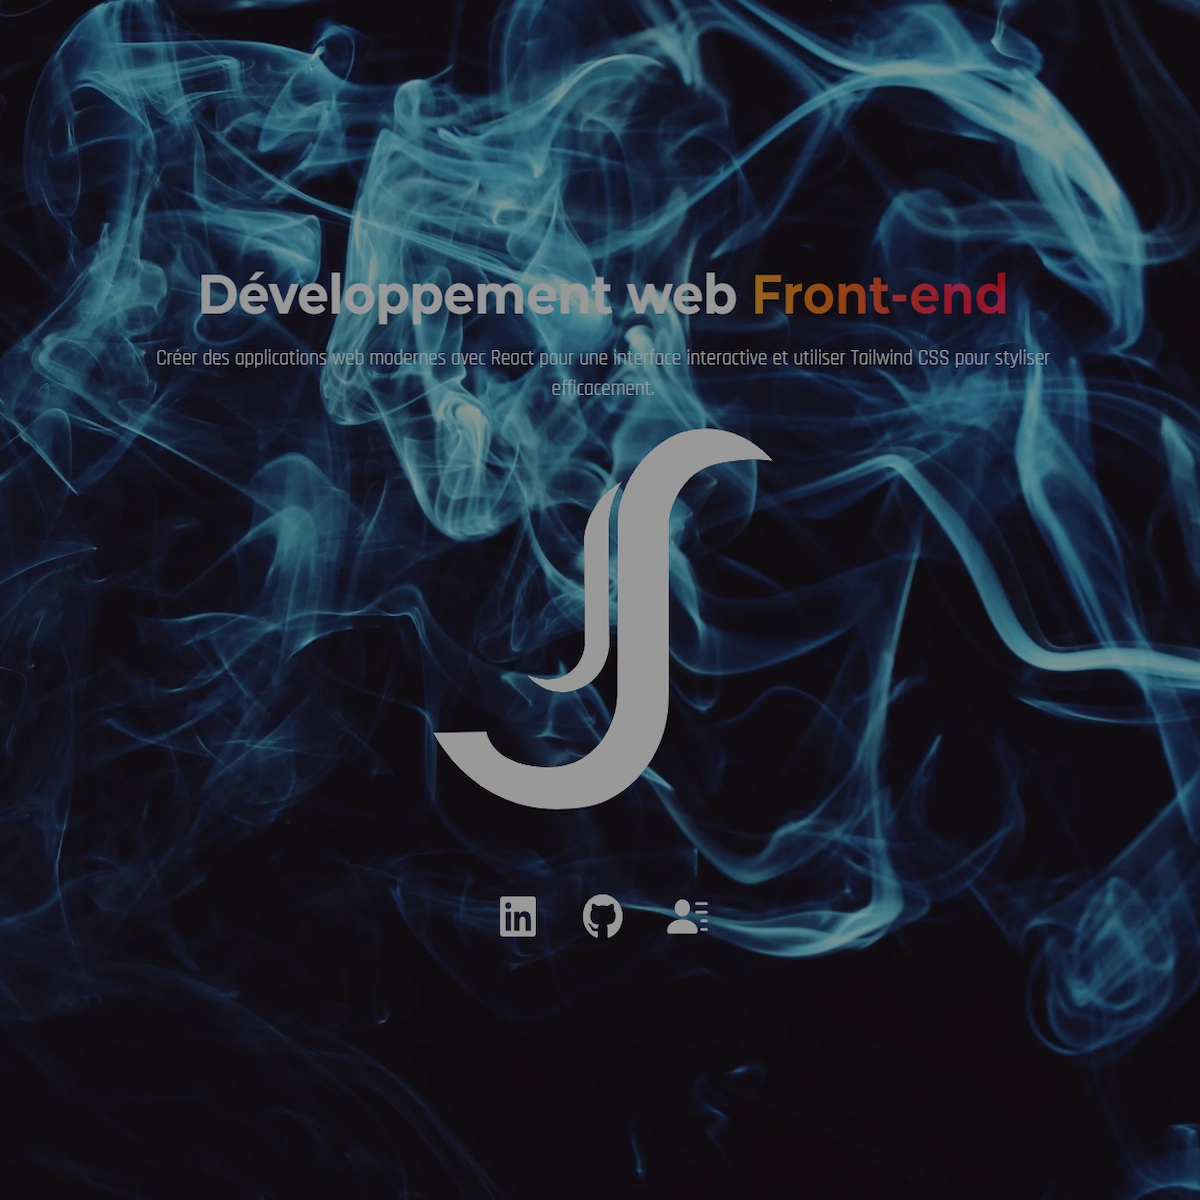 Développement web Front-end
Créer des applications web modernes avec React pour une interface interactive et utiliser Tailwind CSS pour styliser
efficacement.
in